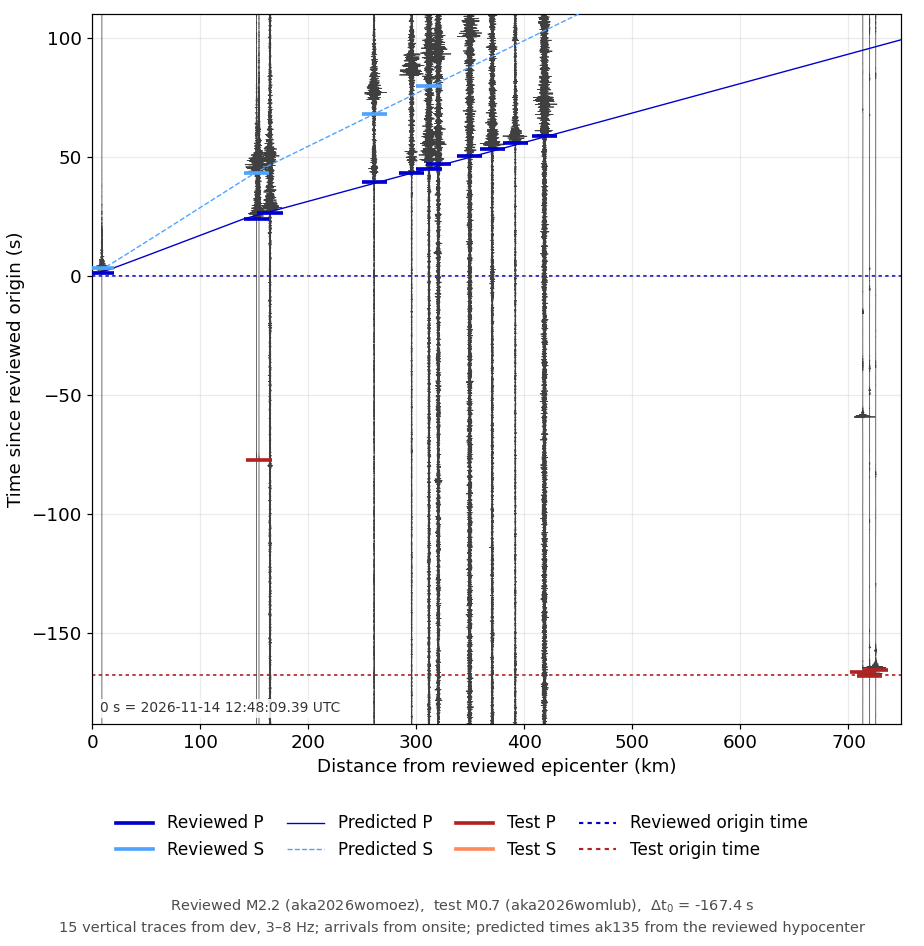 100
50
0
−50
−100
−150
Time since reviewed origin (s)
0 s = 2026-11-14 12:48:09.39 UTC
0 100 200 300 400 500 600 700
Distance from reviewed epicenter (km)
Reviewed P Predicted P Test P Reviewed origin time
Reviewed S Predicted S Test S Test origin time
Reviewed M2.2 (aka2026womoez), test M0.7 (aka2026womlub), Δt₀ = -167.4 s
15 vertical traces from dev, 3–8 Hz; arrivals from onsite; predicted times ak135 from the reviewed hypocenter